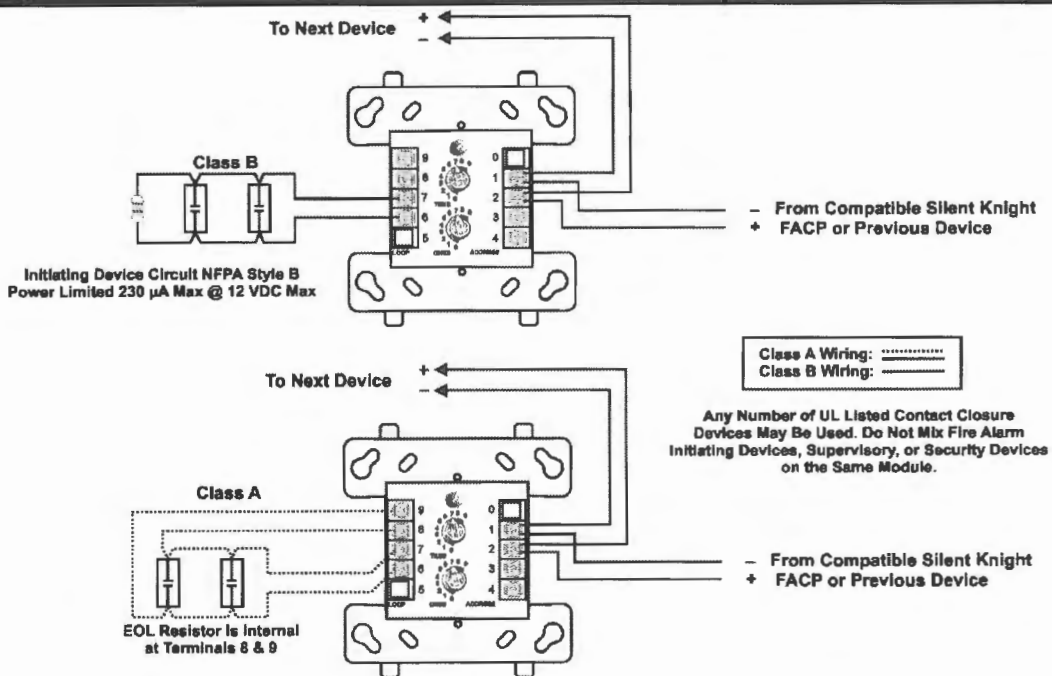 To Next Device
+
−
Class B
9
8
7
6
5
LOOP
TENS
ONES
ADDRESS
0
1
2
3
4
− From Compatible Silent Knight
+ FACP or Previous Device
Initiating Device Circuit NFPA Style B
Power Limited 230 µA Max @ 12 VDC Max
Class A Wiring:
Class B Wiring:
Any Number of UL Listed Contact Closure
Devices May Be Used. Do Not Mix Fire Alarm
Initiating Devices, Supervisory, or Security Devices
on the Same Module.
To Next Device
+
−
Class A
9
8
7
6
5
LOOP
TENS
ONES
ADDRESS
0
1
2
3
4
− From Compatible Silent Knight
+ FACP or Previous Device
EOL Resistor Is Internal
at Terminals 8 & 9